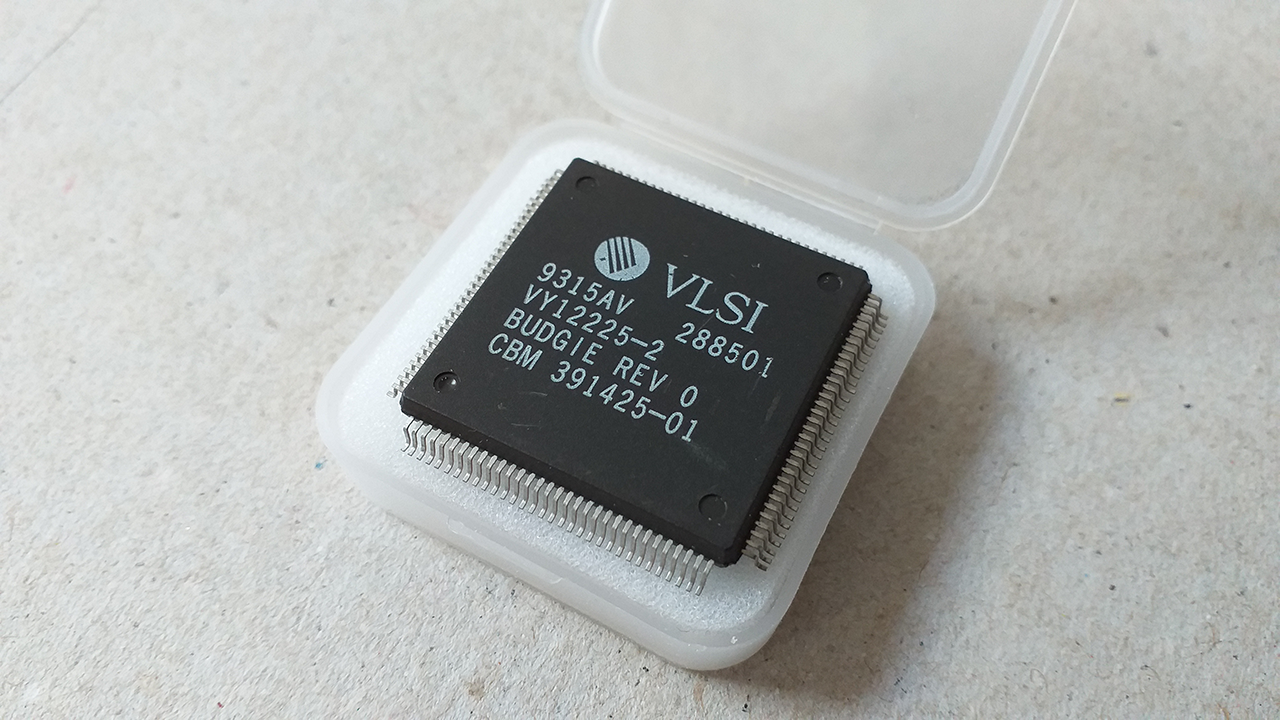 VLSI
9315AV 288501
VY12225-2
BUDGIE REV 0
CBM 391425-01